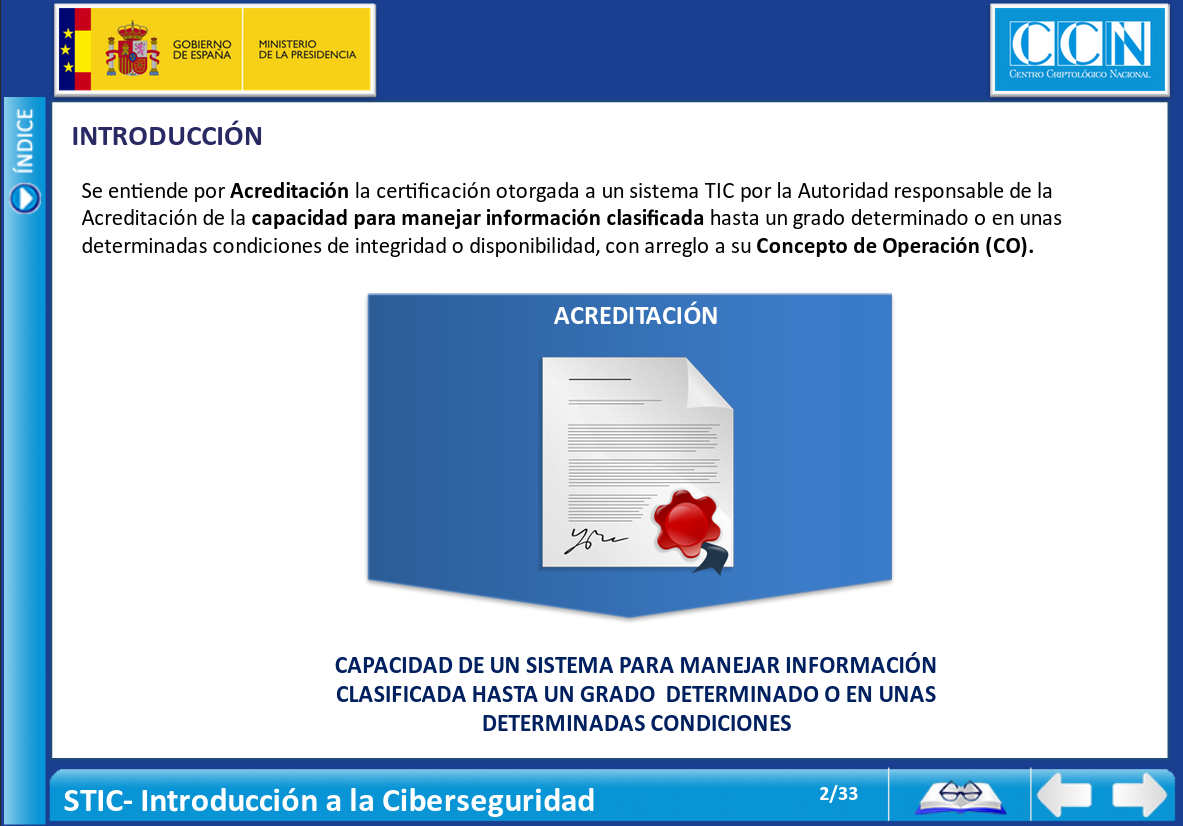 GOBIERNO
DE ESPAÑA
MINISTERIO
DE LA PRESIDENCIA
CCN
CENTRO CRIPTOLÓGICO NACIONAL
ÍNDICE
INTRODUCCIÓN
Se entiende por Acreditación la certificación otorgada a un sistema TIC por la Autoridad responsable de la
Acreditación de la capacidad para manejar información clasificada hasta un grado determinado o en unas
determinadas condiciones de integridad o disponibilidad, con arreglo a su Concepto de Operación (CO).
ACREDITACIÓN
CAPACIDAD DE UN SISTEMA PARA MANEJAR INFORMACIÓN
CLASIFICADA HASTA UN GRADO  DETERMINADO O EN UNAS
DETERMINADAS CONDICIONES
STIC- Introducción a la Ciberseguridad
2/33